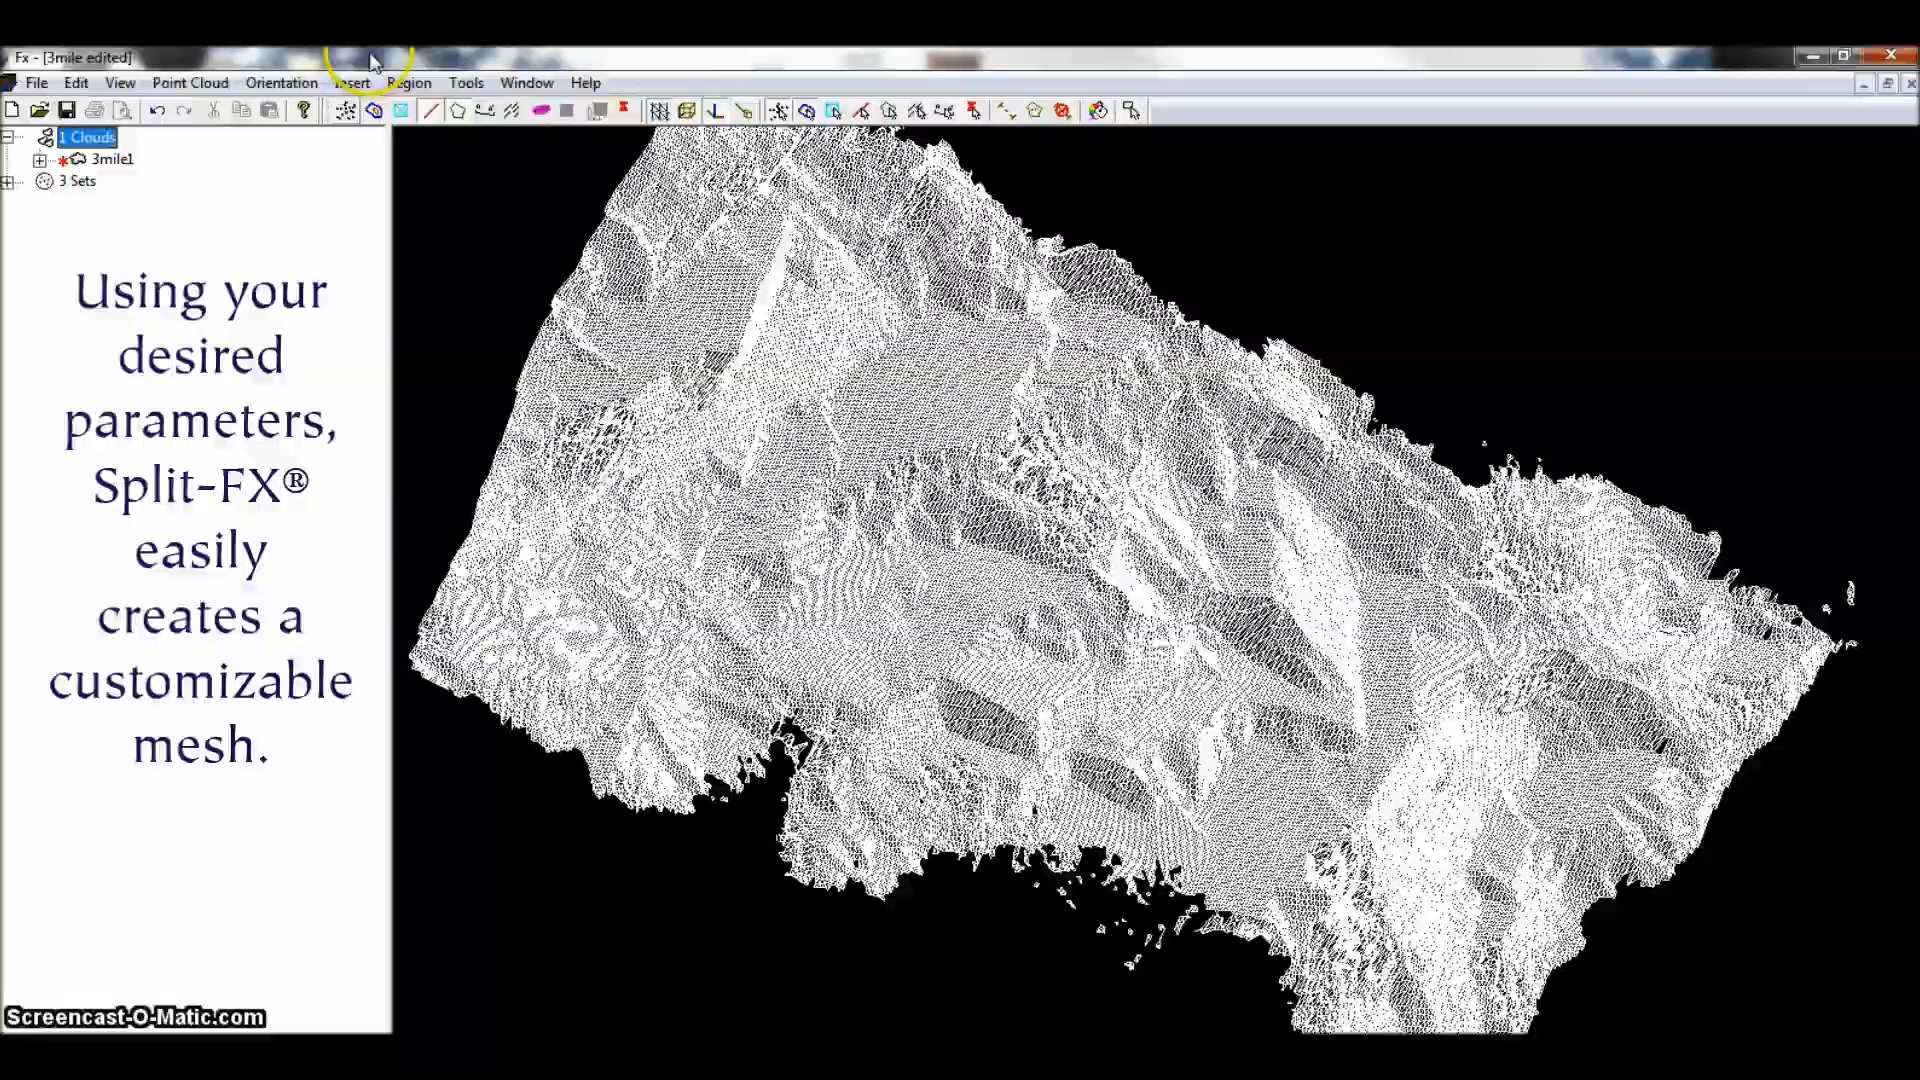 Fx - [3mile edited]
File Edit View Point Cloud Orientation Insert Region Tools Window Help
1 Clouds
3mile1
3 Sets
Using your
desired
parameters,
Split-FX®
easily
creates a
customizable
mesh.
Screencast-O-Matic.com